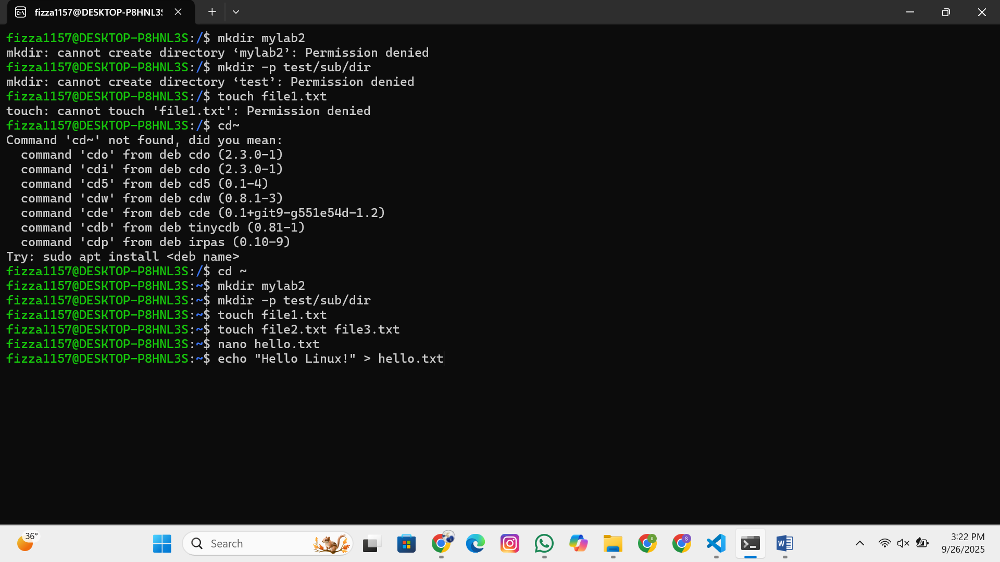 fizza1157@DESKTOP-P8HNL3S
fizza1157@DESKTOP-P8HNL3S:/$ mkdir mylab2
mkdir: cannot create directory ‘mylab2’: Permission denied
fizza1157@DESKTOP-P8HNL3S:/$ mkdir -p test/sub/dir
mkdir: cannot create directory ‘test’: Permission denied
fizza1157@DESKTOP-P8HNL3S:/$ touch file1.txt
touch: cannot touch 'file1.txt': Permission denied
fizza1157@DESKTOP-P8HNL3S:/$ cd~
Command 'cd~' not found, did you mean:
  command 'cdo' from deb cdo (2.3.0-1)
  command 'cdi' from deb cdo (2.3.0-1)
  command 'cd5' from deb cd5 (0.1-4)
  command 'cdw' from deb cdw (0.8.1-3)
  command 'cde' from deb cde (0.1+git9-g551e54d-1.2)
  command 'cdb' from deb tinycdb (0.81-1)
  command 'cdp' from deb irpas (0.10-9)
Try: sudo apt install <deb name>
fizza1157@DESKTOP-P8HNL3S:/$ cd ~
fizza1157@DESKTOP-P8HNL3S:~$ mkdir mylab2
fizza1157@DESKTOP-P8HNL3S:~$ mkdir -p test/sub/dir
fizza1157@DESKTOP-P8HNL3S:~$ touch file1.txt
fizza1157@DESKTOP-P8HNL3S:~$ touch file2.txt file3.txt
fizza1157@DESKTOP-P8HNL3S:~$ nano hello.txt
fizza1157@DESKTOP-P8HNL3S:~$ echo "Hello Linux!" > hello.txt
36°
Search
3:22 PM
9/26/2025